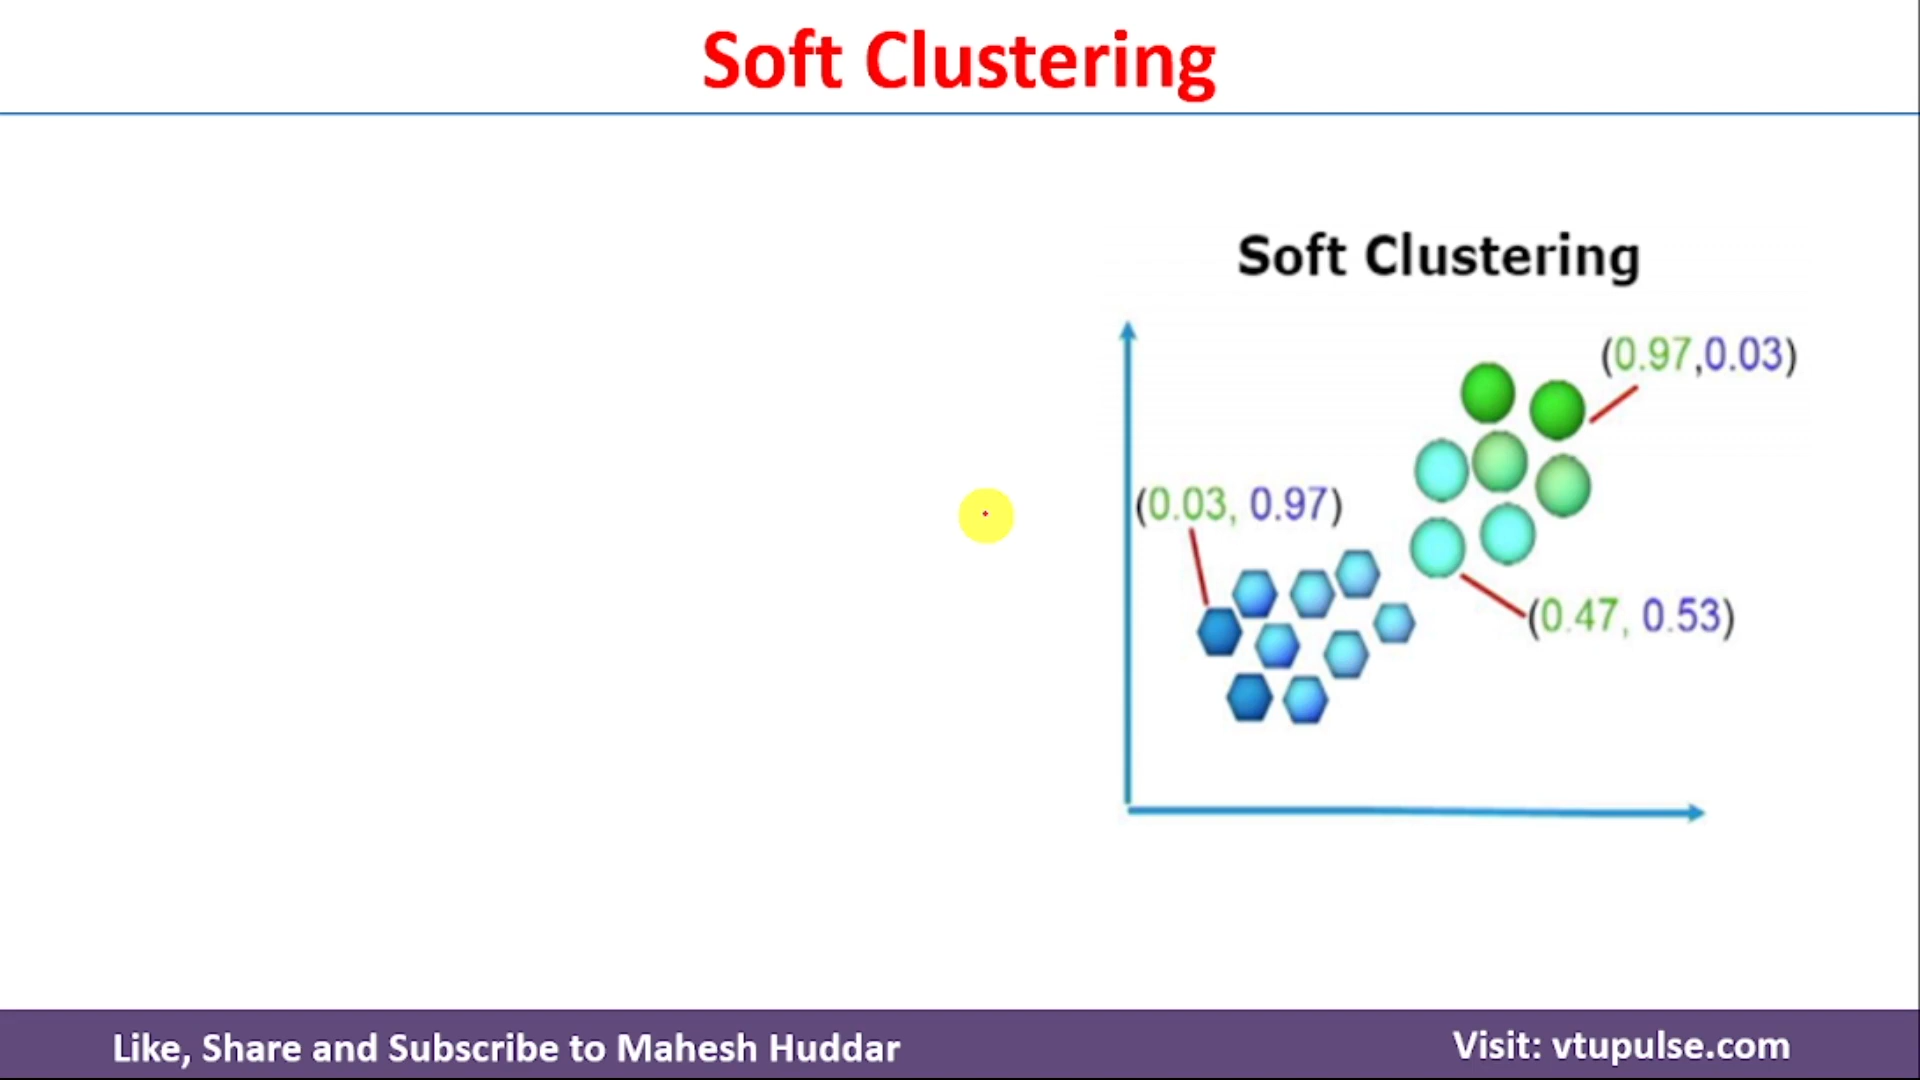 Soft Clustering
Soft Clustering
(0.97,0.03)
(0.03, 0.97)
(0.47, 0.53)
Like, Share and Subscribe to Mahesh Huddar
Visit: vtupulse.com